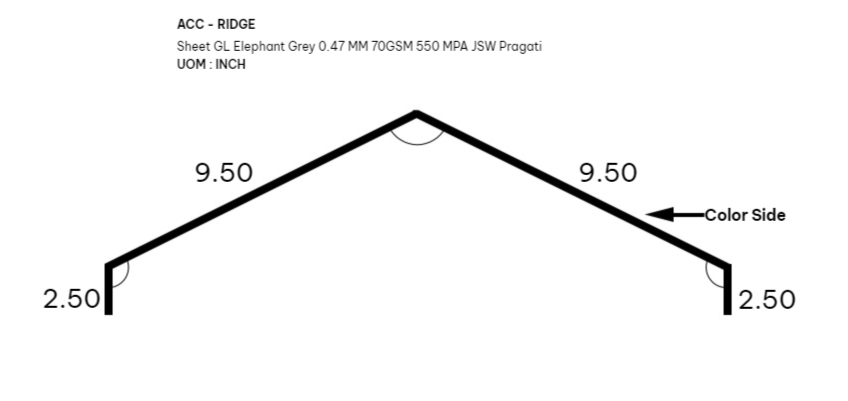 ACC - RIDGE
Sheet GL Elephant Grey 0.47 MM 70GSM 550 MPA JSW Pragati
UOM : INCH
9.50
9.50
Color Side
2.50
2.50